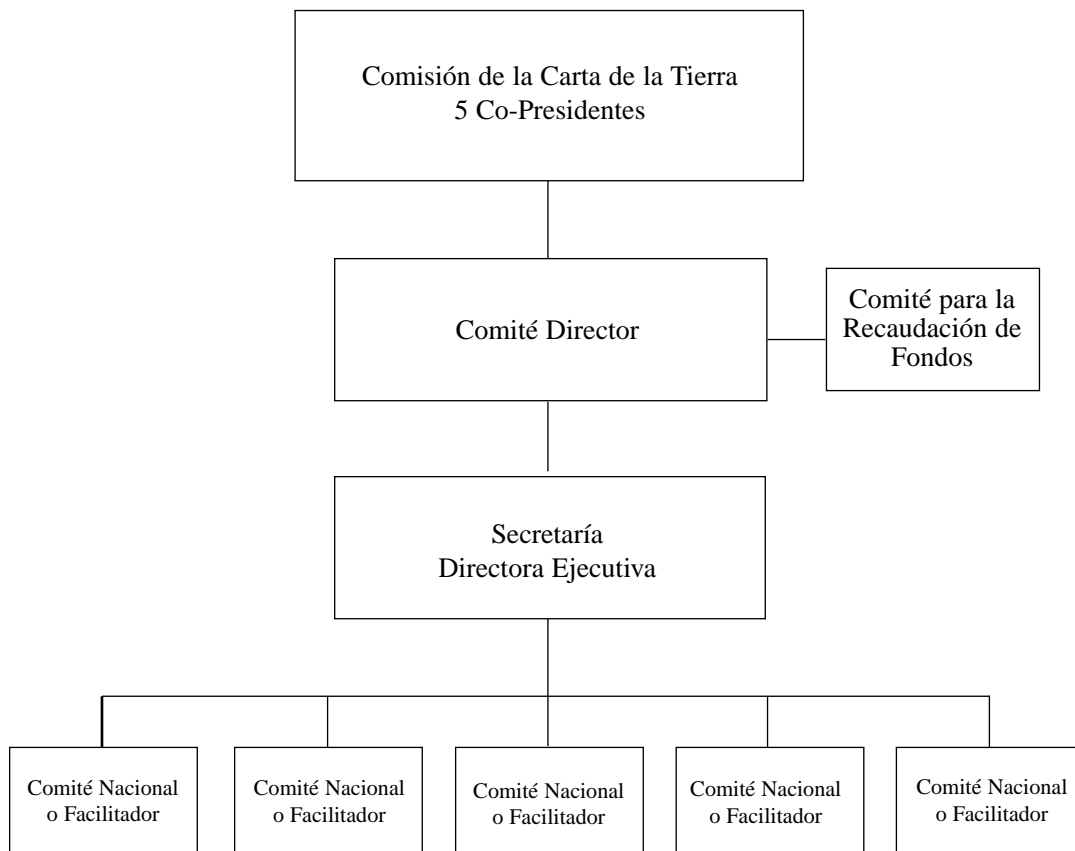 Comisión de la Carta de la Tierra
5 Co-Presidentes
Comité Director
Comité para la
Recaudación de
Fondos
Secretaría
Directora Ejecutiva
Comité Nacional
o Facilitador
Comité Nacional
o Facilitador
Comité Nacional
o Facilitador
Comité Nacional
o Facilitador
Comité Nacional
o Facilitador